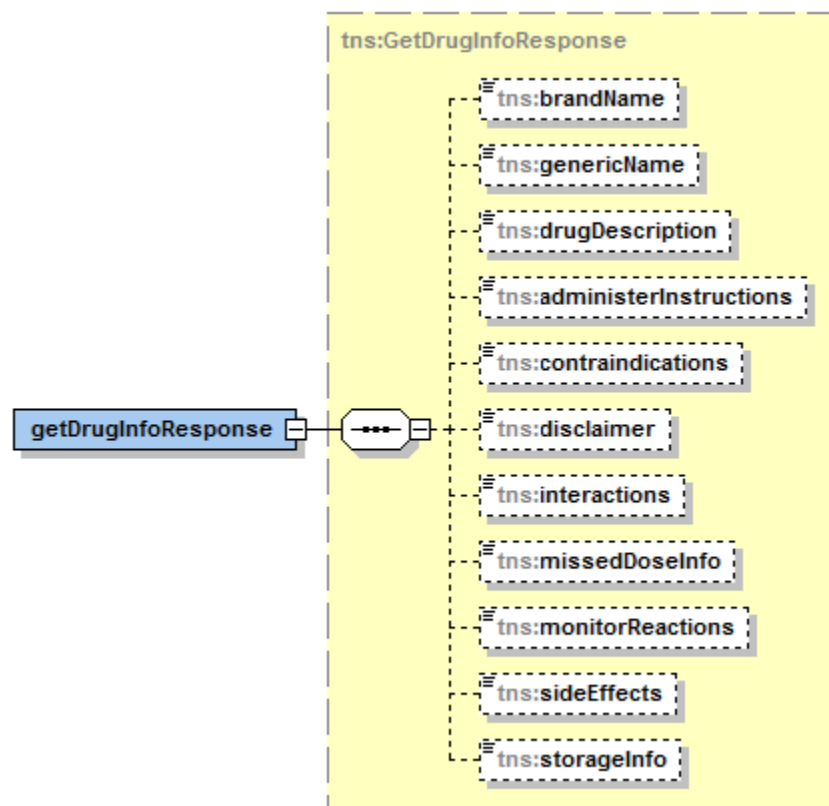 tns:GetDrugInfoResponse
tns:brandName
tns:genericName
tns:drugDescription
tns:administerInstructions
tns:contraindications
getDrugInfoResponse
tns:disclaimer
tns:interactions
tns:missedDoseInfo
tns:monitorReactions
tns:sideEffects
tns:storageInfo